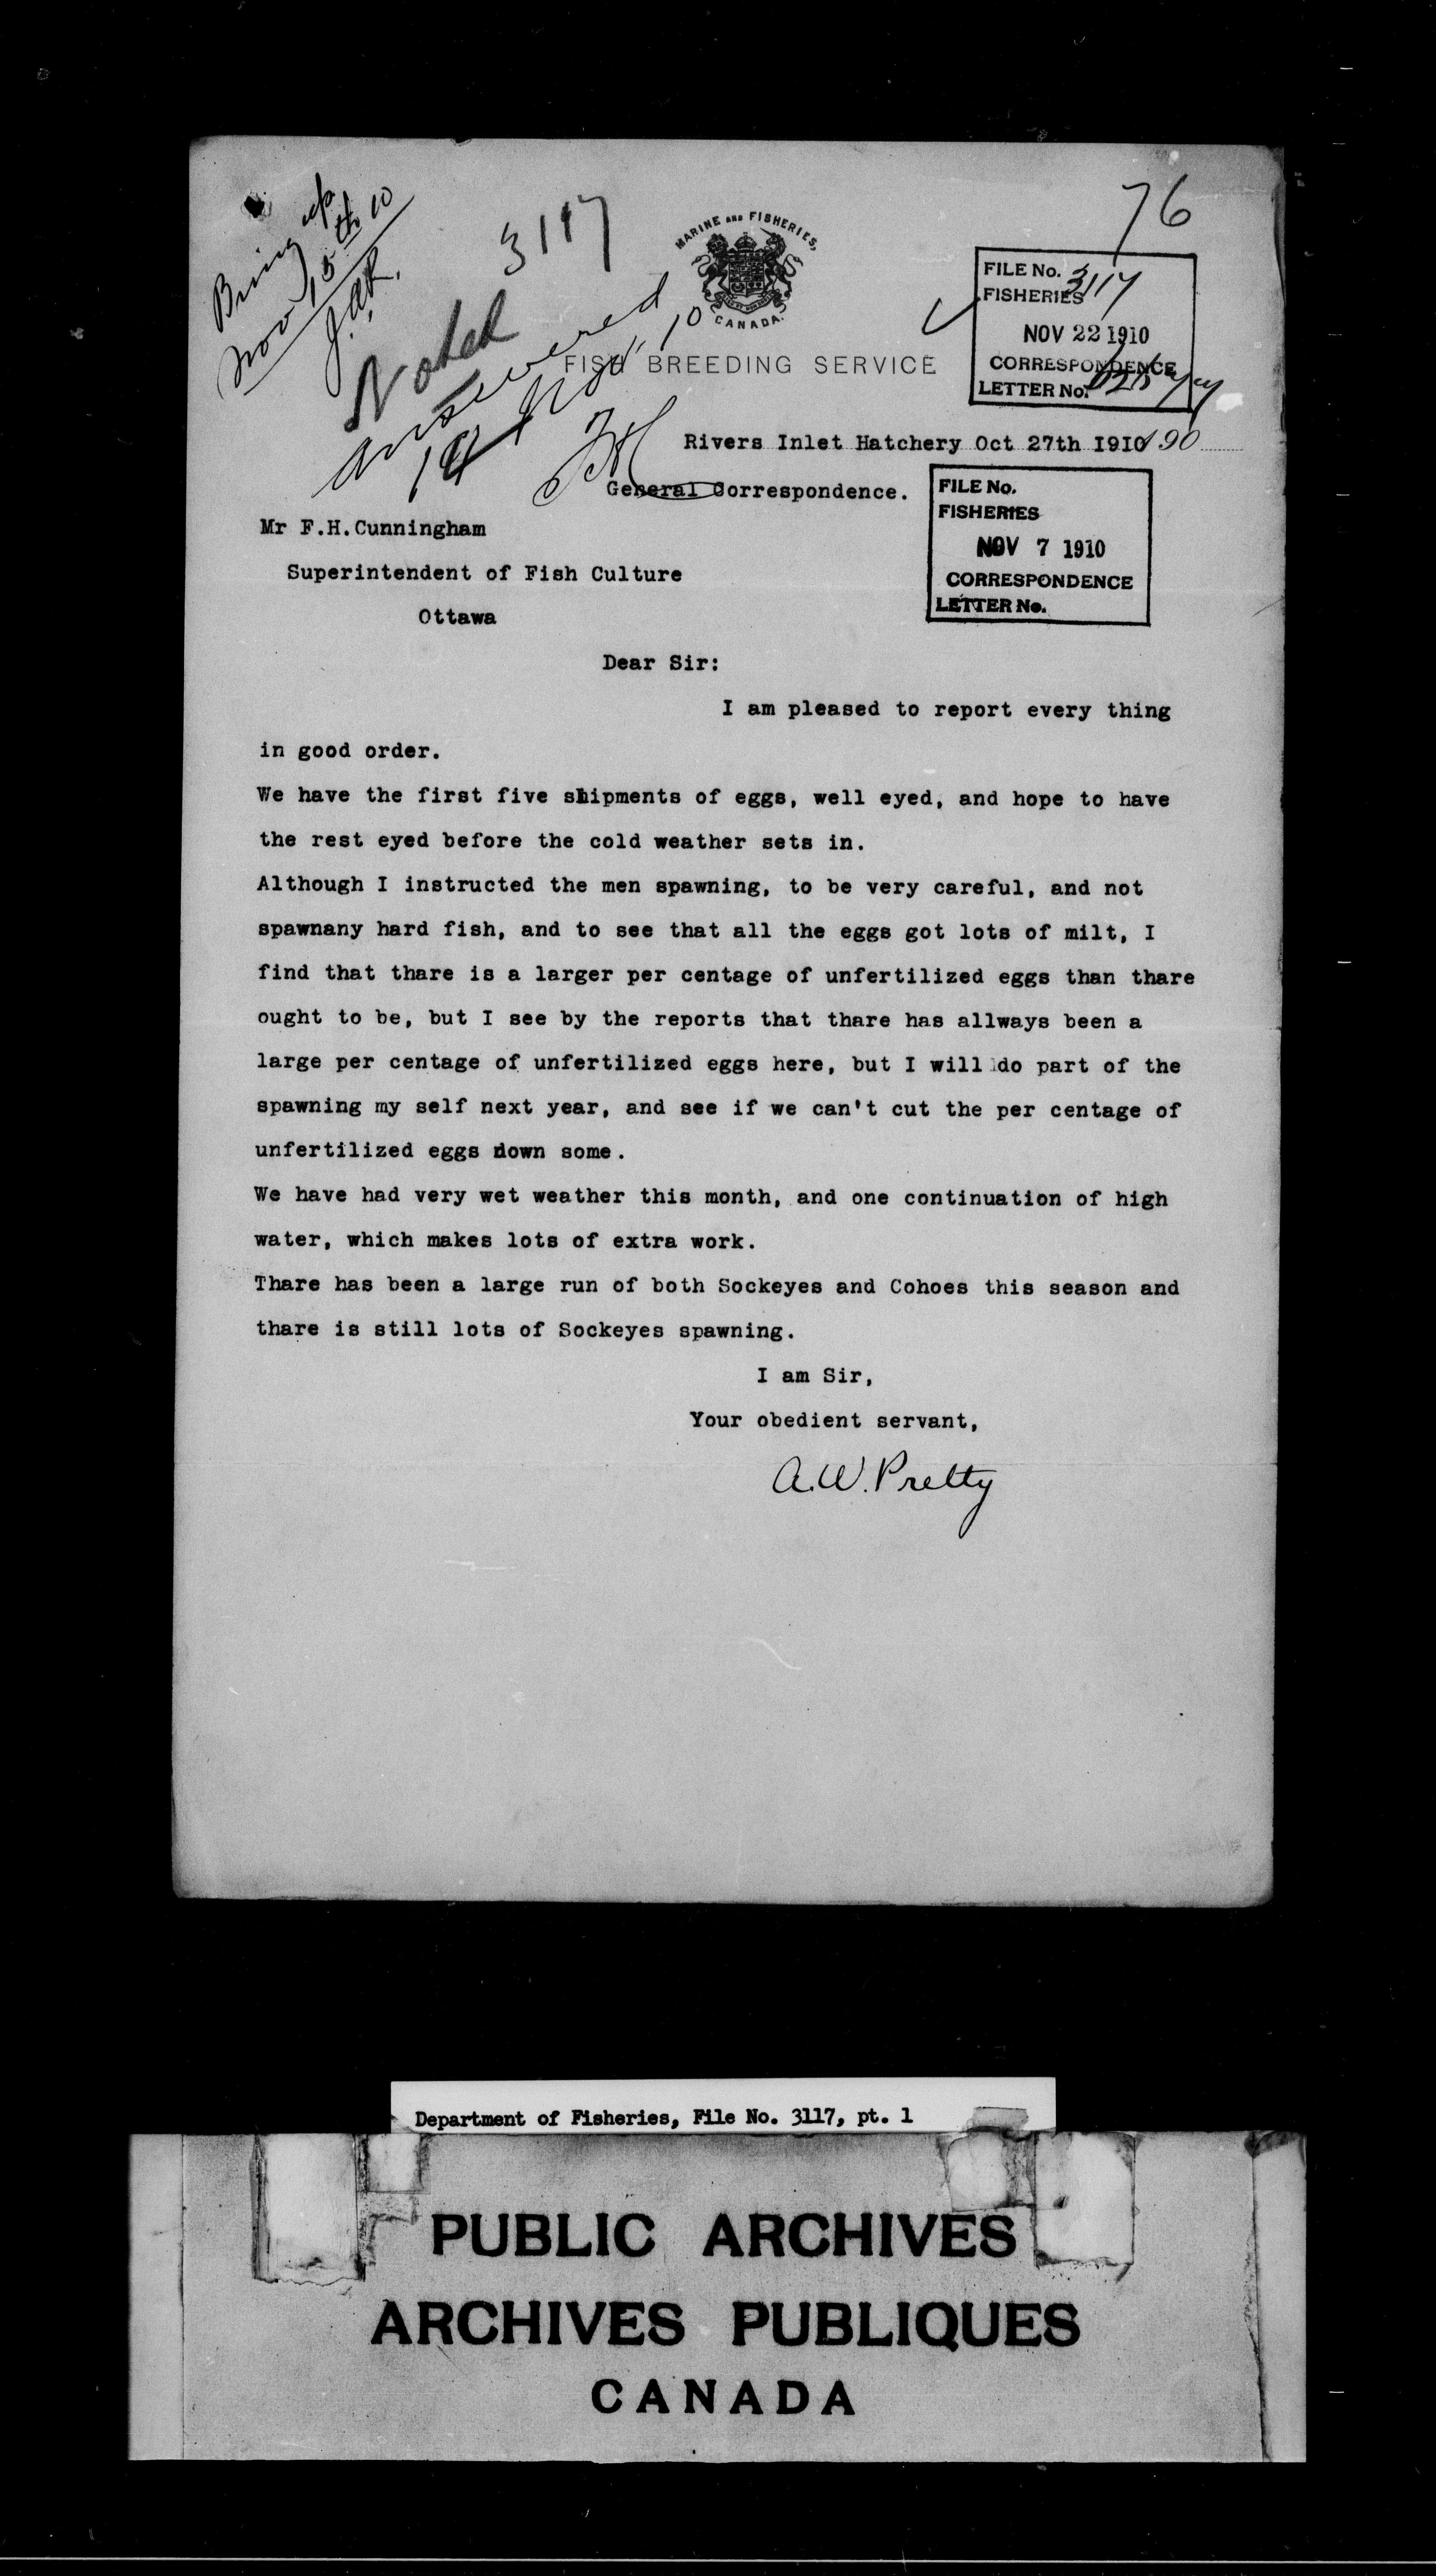 76
Bring up
Nov 15th 10
J.A.R.
3117
Noted
answered
14 Nov. 10
MARINE AND FISHERIES,
CANADA.
FISH BREEDING SERVICE
FILE No. 3117
FISHERIES
NOV 22 1910
CORRESPONDENCE
LETTER No.
Rivers Inlet Hatchery Oct 27th 1910 190
General Correspondence.
FILE No.
FISHERIES
NOV 7 1910
CORRESPONDENCE
LETTER No.
Mr F.H.Cunningham
Superintendent of Fish Culture
Ottawa
Dear Sir:
I am pleased to report every thing
in good order.
We have the first five shipments of eggs, well eyed, and hope to have
the rest eyed before the cold weather sets in.
Although I instructed the men spawning, to be very careful, and not
spawnany hard fish, and to see that all the eggs got lots of milt, I
find that thare is a larger per centage of unfertilized eggs than thare
ought to be, but I see by the reports that thare has allways been a
large per centage of unfertilized eggs here, but I will do part of the
spawning my self next year, and see if we can't cut the per centage of
unfertilized eggs down some.
We have had very wet weather this month, and one continuation of high
water, which makes lots of extra work.
Thare has been a large run of both Sockeyes and Cohoes this season and
thare is still lots of Sockeyes spawning.
I am Sir,
Your obedient servant,
A.W. Pretty
Department of Fisheries, File No. 3117, pt. 1
PUBLIC ARCHIVES
ARCHIVES PUBLIQUES
CANADA